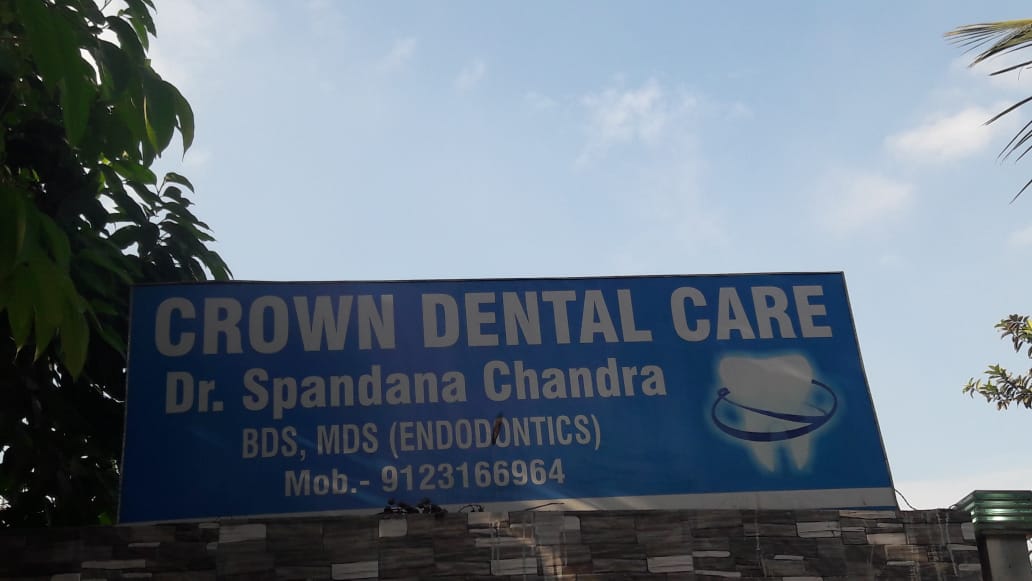 CROWN DENTAL CARE
Dr. Spandana Chandra
BDS, MDS (ENDODONTICS)
Mob.- 9123166964